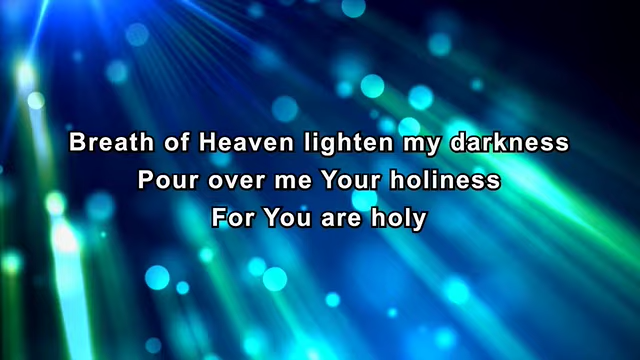 Breath of Heaven lighten my darkness
Pour over me Your holiness
For You are holy